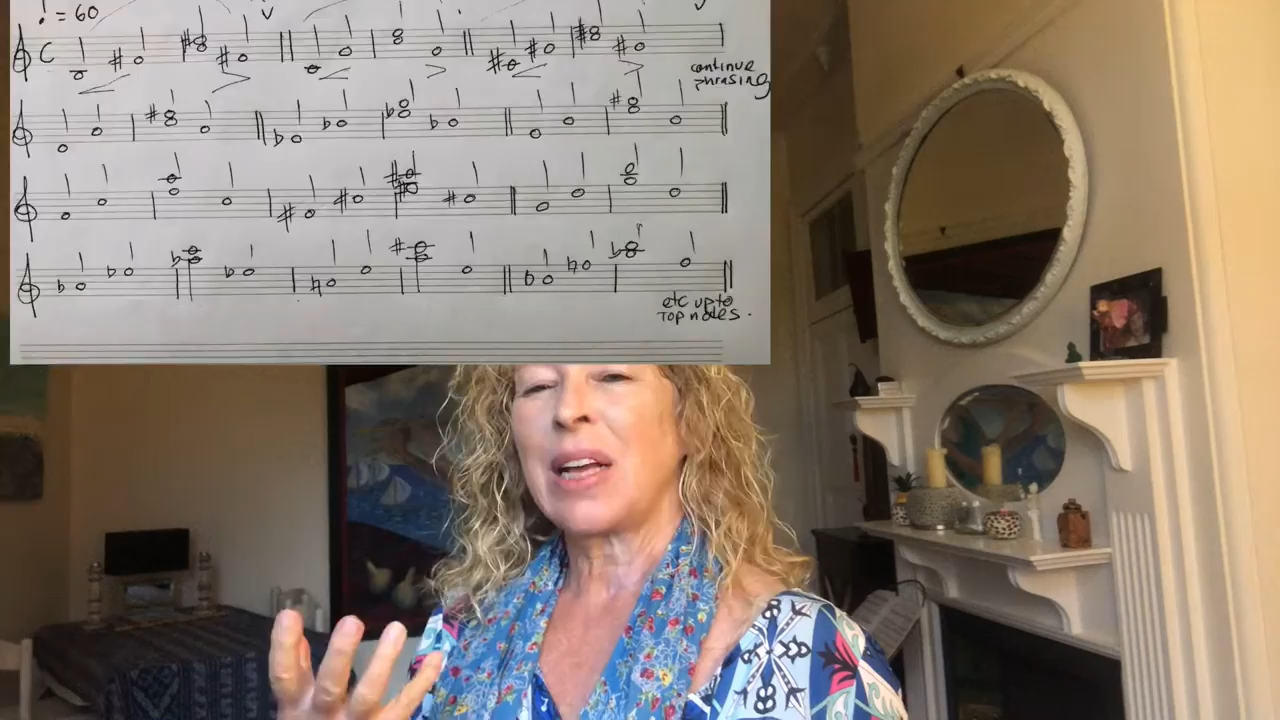 = 60
C
continue
phrasing
etc up to
Top notes.